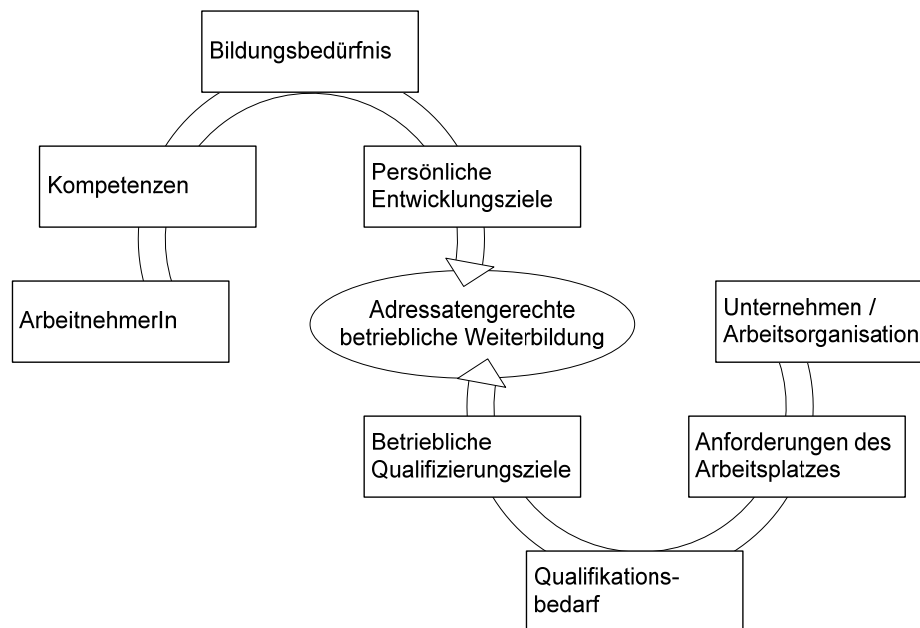 Bildungsbedürfnis
Kompetenzen
Persönliche
Entwicklungsziele
ArbeitnehmerIn
Adressatengerechte
betriebliche Weiterbildung
Unternehmen /
Arbeitsorganisation
Betriebliche
Qualifizierungsziele
Anforderungen des
Arbeitsplatzes
Qualifikations-
bedarf